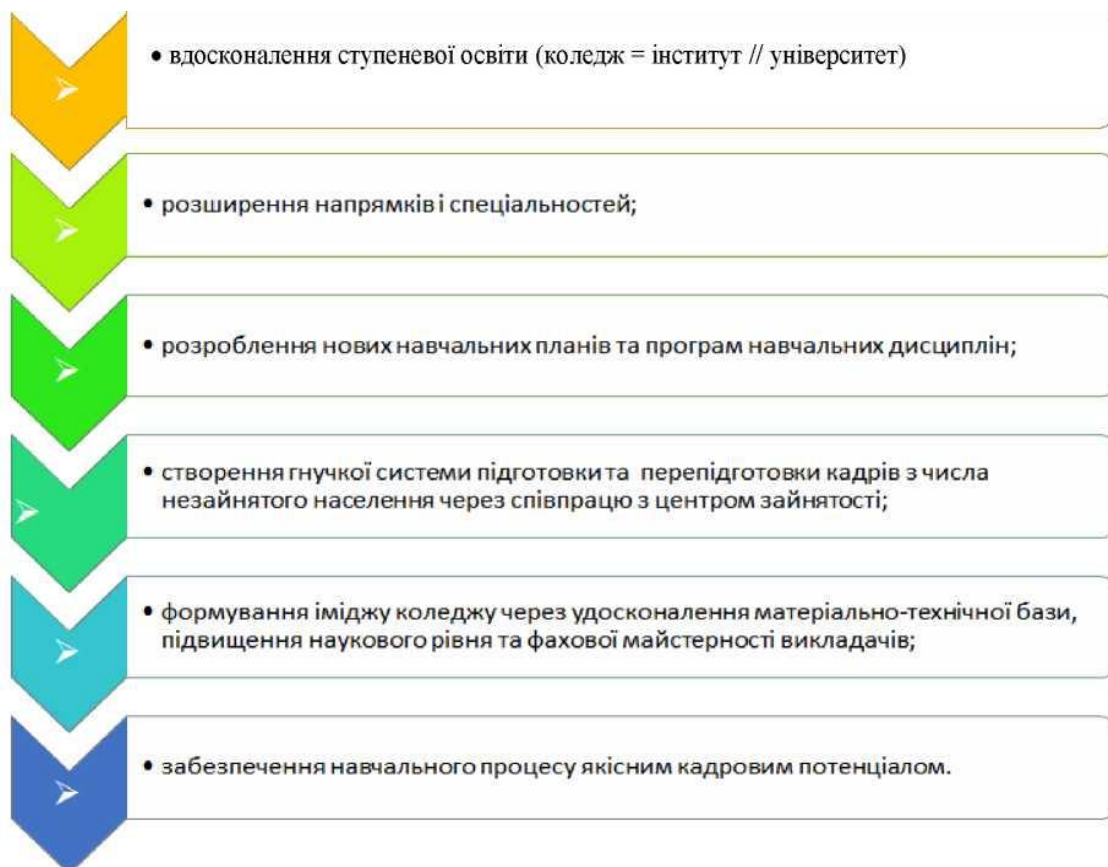 • вдосконалення ступеневої освіти (коледж = інститут // університет)
• розширення напрямків і спеціальностей;
• розроблення нових навчальних планів та програм навчальних дисциплін;
• створення гнучкої системи підготовки та перепідготовки кадрів з числа
незайнятого населення через співпрацю з центром зайнятості;
• формування іміджу коледжу через удосконалення матеріально-технічної бази,
підвищення наукового рівня та фахової майстерності викладачів;
• забезпечення навчального процесу якісним кадровим потенціалом.